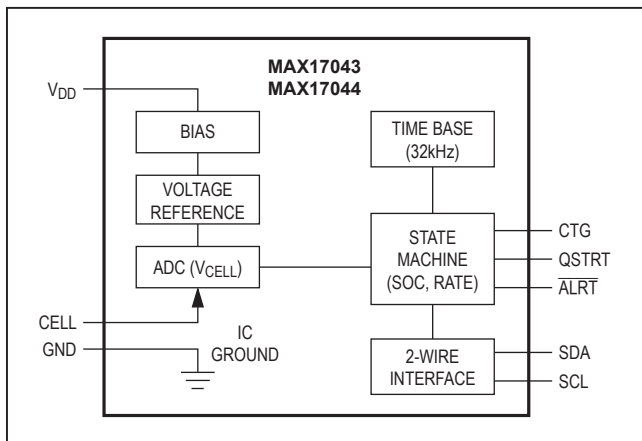 MAX17043
MAX17044
VDD
BIAS
TIME BASE
(32kHz)
VOLTAGE
REFERENCE
STATE
MACHINE
(SOC, RATE)
CTG
QSTRT
ALRT
ADC (VCELL)
CELL
GND
IC
GROUND
2-WIRE
INTERFACE
SDA
SCL